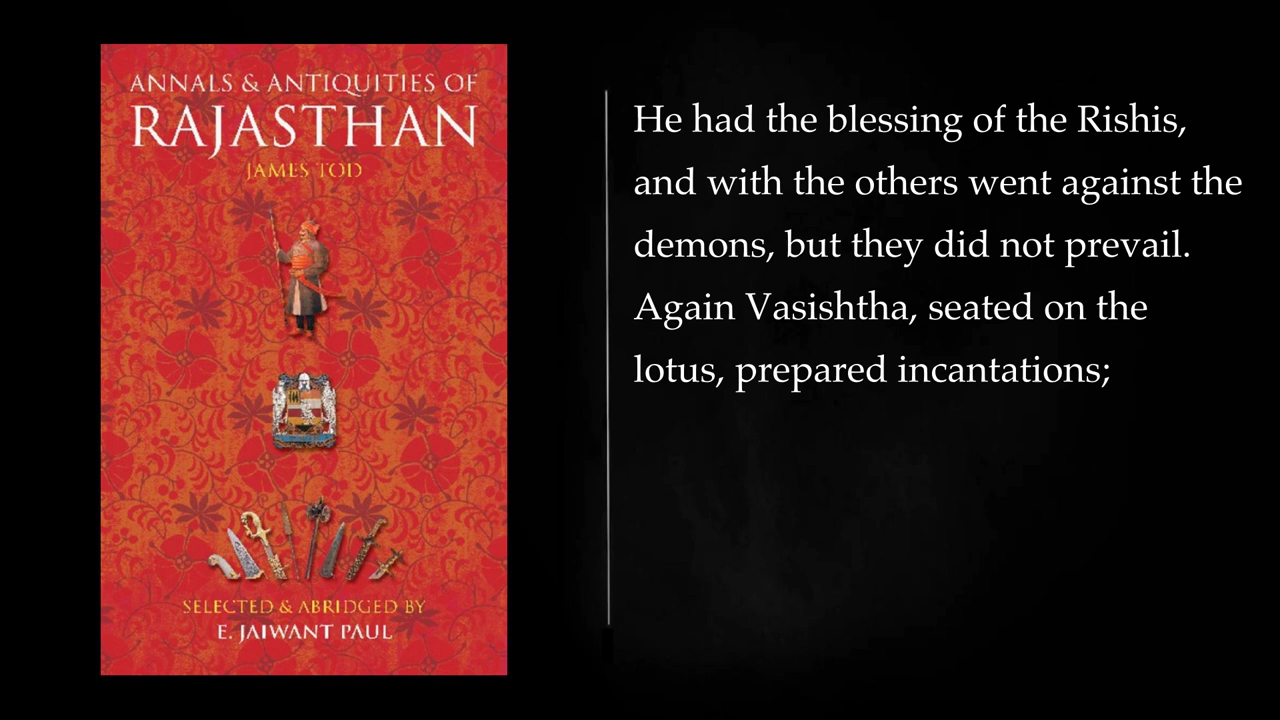 ANNALS & ANTIQUITIES OF
RAJASTHAN
JAMES TOD
SELECTED & ABRIDGED BY
E. JAIWANT PAUL
He had the blessing of the Rishis,
and with the others went against the
demons, but they did not prevail.
Again Vasishtha, seated on the
lotus, prepared incantations;